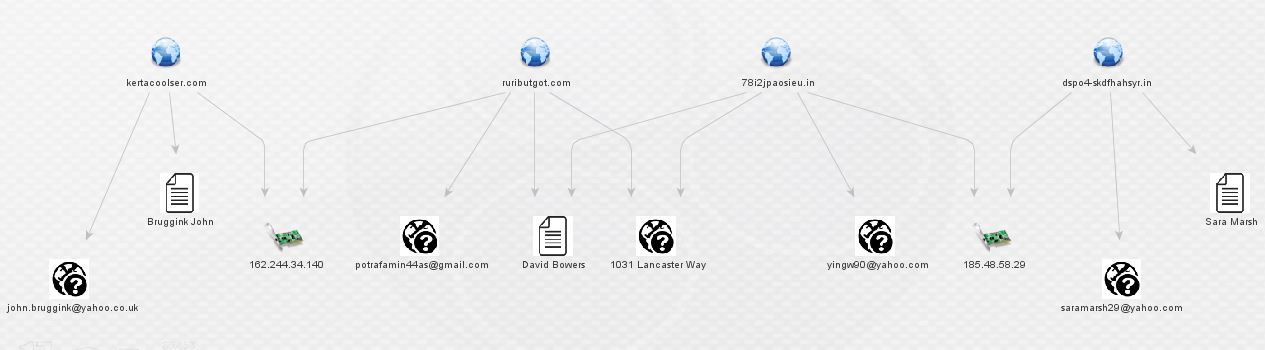 kertacoolser.com
ruributgot.com
78i2jpaosieu.in
dspo4-skdfhahsyr.in
Bruggink John
Sara Marsh
162.244.34.140
potrafamin44as@gmail.com
David Bowers
1031 Lancaster Way
yingw90@yahoo.com
185.48.58.29
john.bruggink@yahoo.co.uk
saramarsh29@yahoo.com